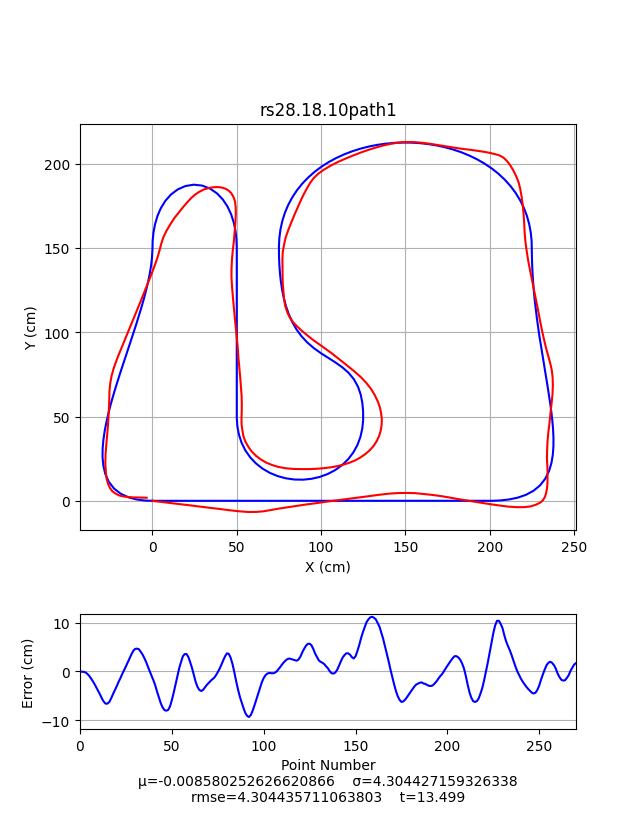 rs28.18.10path1
200
150
100
50
0
Y (cm)
0 50 100 150 200 250
X (cm)
10
0
−10
Error (cm)
0 50 100 150 200 250
Point Number
μ=-0.008580252626620866 σ=4.304427159326338
rmse=4.304435711063803 t=13.499